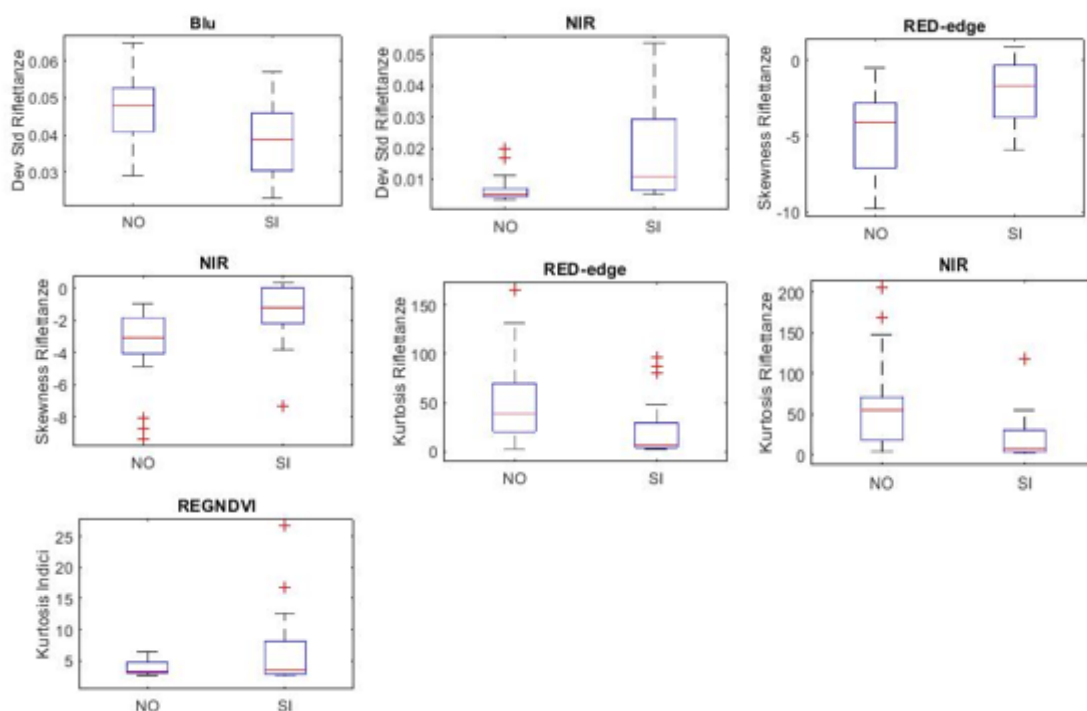 Blu
Dev Std Riflettanze
0.06
0.05
0.04
0.03
NO SI
NIR
Dev Std Riflettanze
0.05
0.04
0.03
0.02
0.01
NO SI
RED-edge
Skewness Riflettanze
0
-5
-10
NO SI
NIR
Skewness Riflettanze
0
-2
-4
-6
-8
NO SI
RED-edge
Kurtosis Riflettanze
150
100
50
0
NO SI
NIR
Kurtosis Riflettanze
200
150
100
50
0
NO SI
REGNDVI
Kurtosis Indici
25
20
15
10
5
NO SI